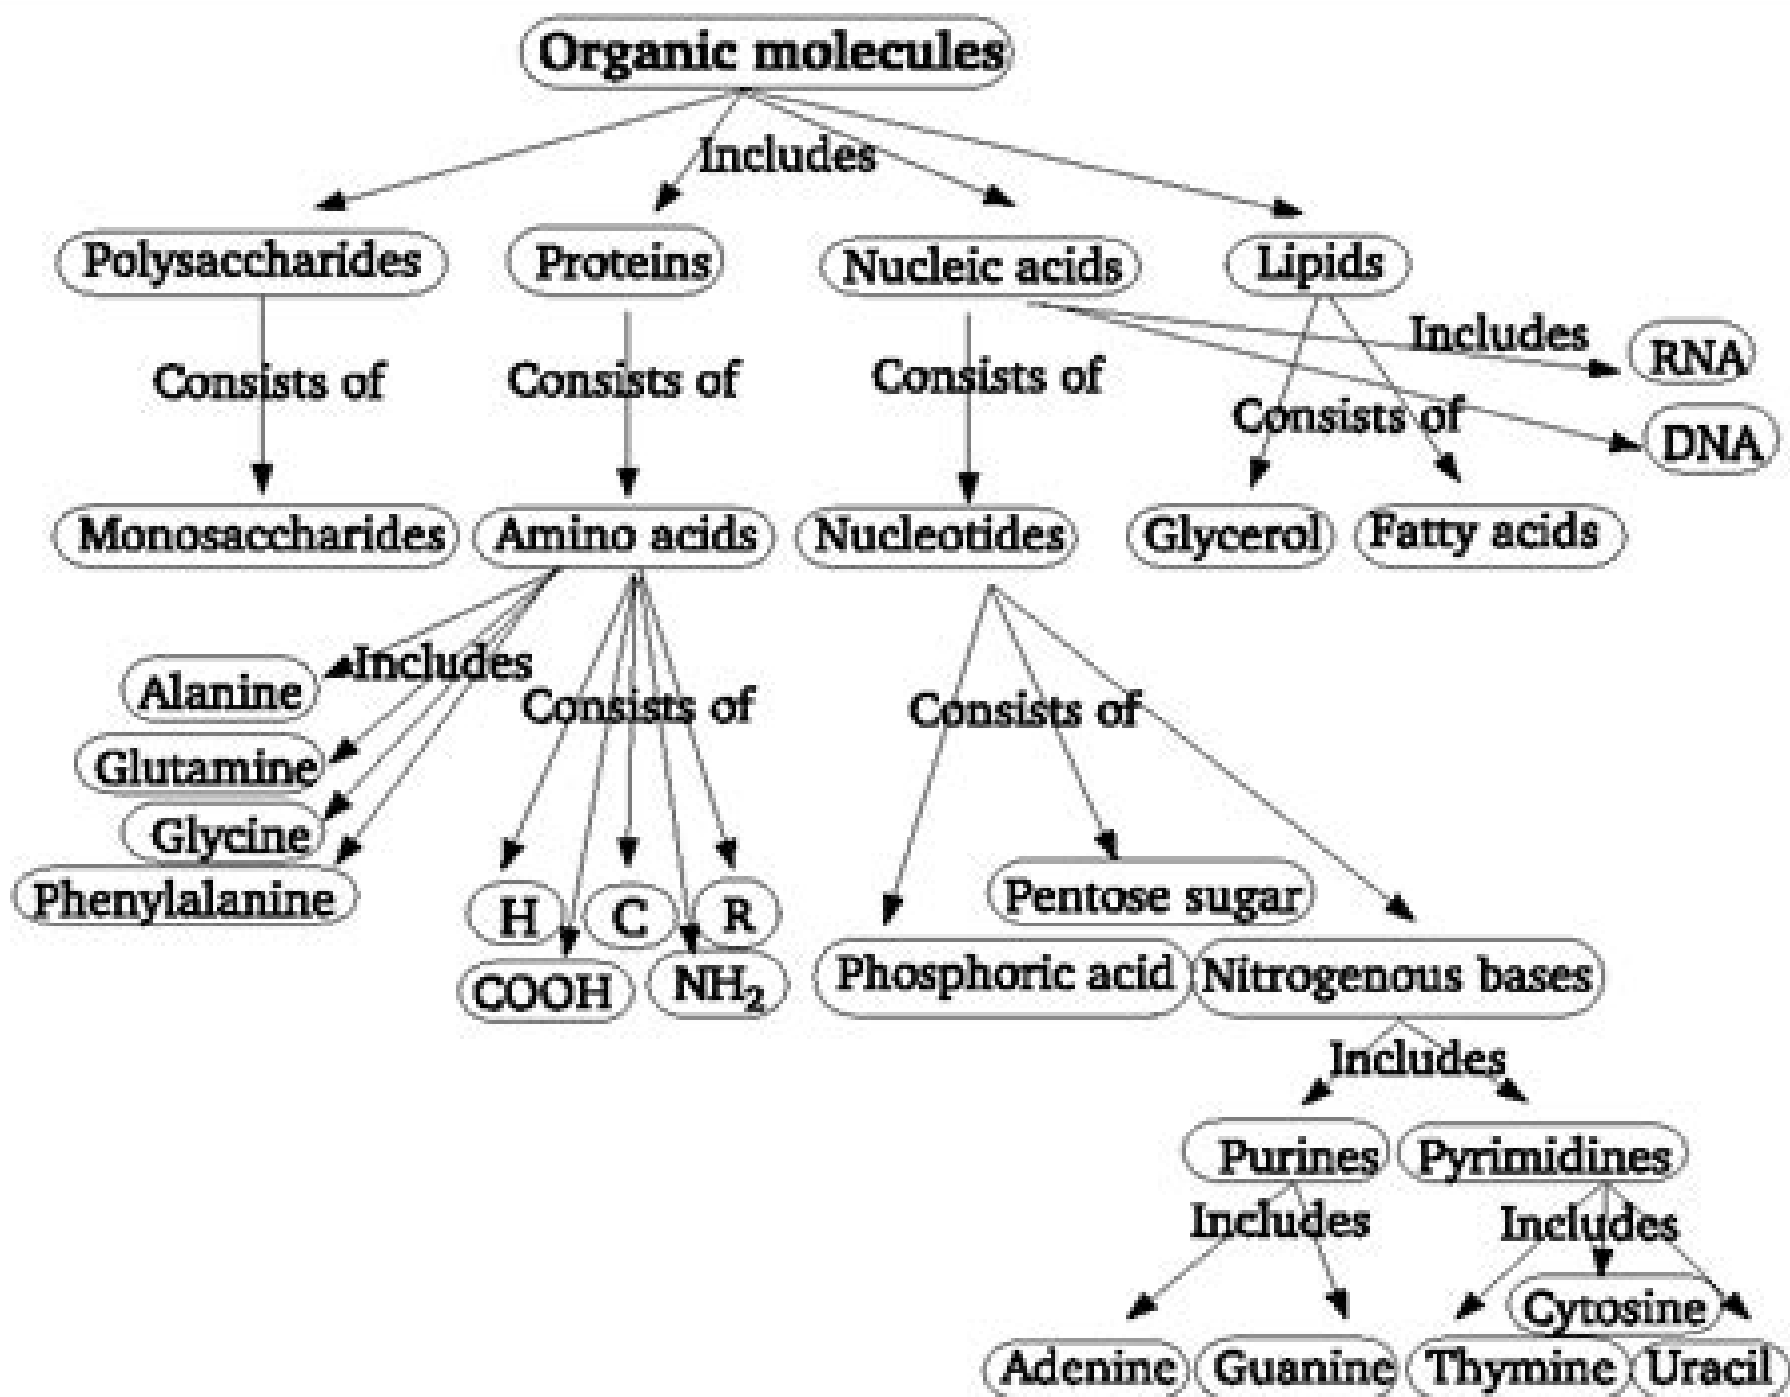 Organic molecules
Includes
Polysaccharides Proteins Nucleic acids Lipids
Includes RNA
Consists of Consists of Consists of
Consists of DNA
Monosaccharides Amino acids Nucleotides Glycerol Fatty acids
Includes
Alanine
Consists of Consists of
Glutamine
Glycine
Phenylalanine
H C R Pentose sugar
COOH NH₂ Phosphoric acid Nitrogenous bases
Includes
Purines Pyrimidines
Includes Includes
Cytosine
Adenine Guanine Thymine Uracil